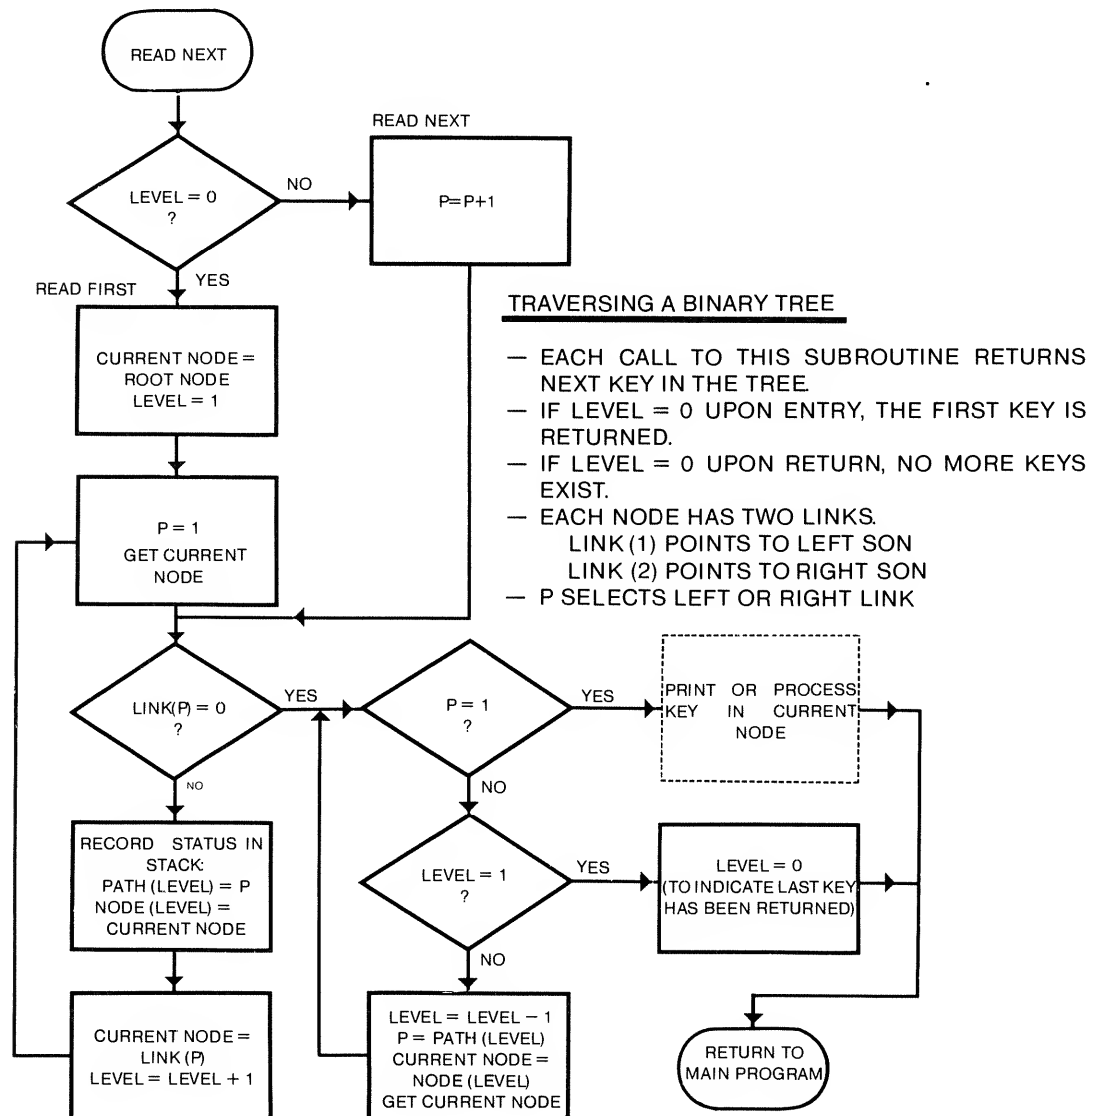 READ NEXT
READ NEXT
LEVEL = 0
?
NO
P=P+1
YES
READ FIRST
CURRENT NODE =
ROOT NODE
LEVEL = 1
TRAVERSING A BINARY TREE
— EACH CALL TO THIS SUBROUTINE RETURNS
NEXT KEY IN THE TREE.
— IF LEVEL = 0 UPON ENTRY, THE FIRST KEY IS
RETURNED.
— IF LEVEL = 0 UPON RETURN, NO MORE KEYS
EXIST.
— EACH NODE HAS TWO LINKS.
LINK (1) POINTS TO LEFT SON
LINK (2) POINTS TO RIGHT SON
— P SELECTS LEFT OR RIGHT LINK
P = 1
GET CURRENT
NODE
LINK(P) = 0
?
YES
P = 1
?
YES
PRINT OR PROCESS
KEY IN CURRENT
NODE
NO
NO
RECORD STATUS IN
STACK:
PATH (LEVEL) = P
NODE (LEVEL) =
CURRENT NODE
LEVEL = 1
?
YES
LEVEL = 0
(TO INDICATE LAST KEY
HAS BEEN RETURNED)
NO
CURRENT NODE =
LINK (P)
LEVEL = LEVEL + 1
LEVEL = LEVEL − 1
P = PATH (LEVEL)
CURRENT NODE =
NODE (LEVEL)
GET CURRENT NODE
RETURN TO
MAIN PROGRAM